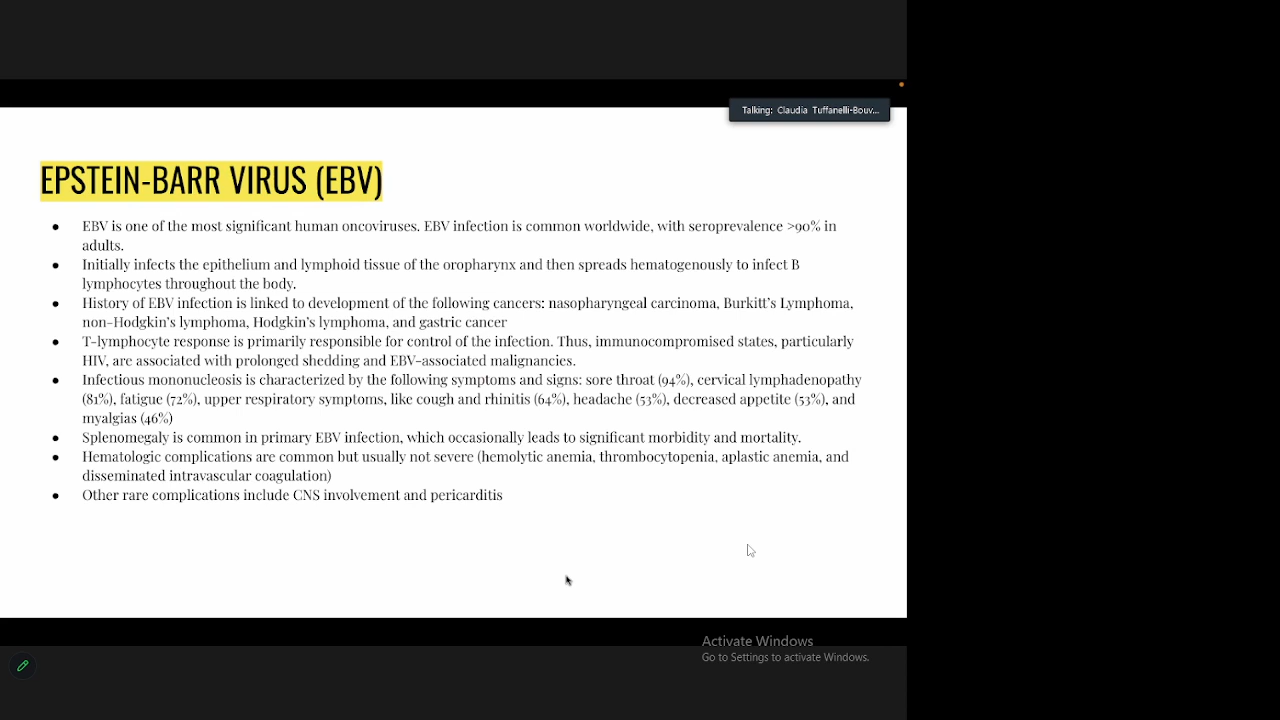 Talking: Claudia Tuffanelli-Bouv...
EPSTEIN-BARR VIRUS (EBV)
● EBV is one of the most significant human oncoviruses. EBV infection is common worldwide, with seroprevalence >90% in
adults.
● Initially infects the epithelium and lymphoid tissue of the oropharynx and then spreads hematogenously to infect B
lymphocytes throughout the body.
● History of EBV infection is linked to development of the following cancers: nasopharyngeal carcinoma, Burkitt's Lymphoma,
non-Hodgkin's lymphoma, Hodgkin's lymphoma, and gastric cancer
● T-lymphocyte response is primarily responsible for control of the infection. Thus, immunocompromised states, particularly
HIV, are associated with prolonged shedding and EBV-associated malignancies.
● Infectious mononucleosis is characterized by the following symptoms and signs: sore throat (94%), cervical lymphadenopathy
(81%), fatigue (72%), upper respiratory symptoms, like cough and rhinitis (64%), headache (53%), decreased appetite (53%), and
myalgias (46%)
● Splenomegaly is common in primary EBV infection, which occasionally leads to significant morbidity and mortality.
● Hematologic complications are common but usually not severe (hemolytic anemia, thrombocytopenia, aplastic anemia, and
disseminated intravascular coagulation)
● Other rare complications include CNS involvement and pericarditis
Activate Windows
Go to Settings to activate Windows.